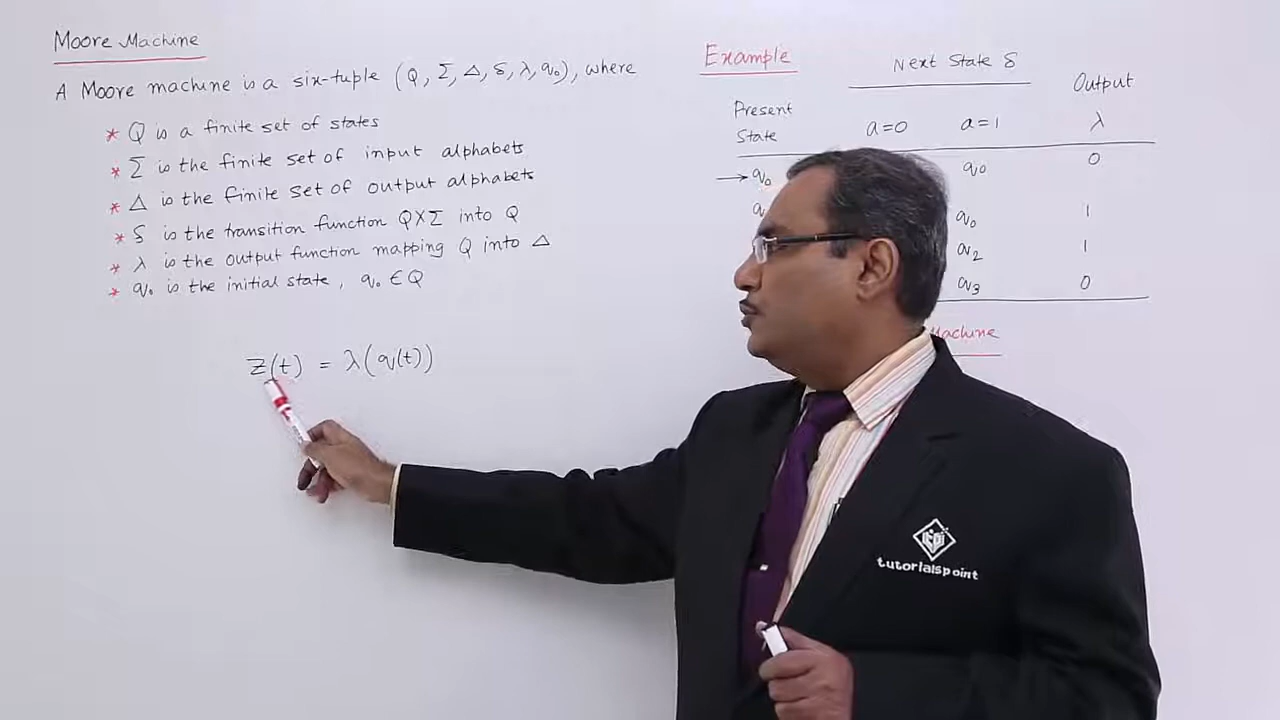 Moore Machine
A Moore machine is a six-tuple (Q, Σ, Δ, δ, λ, q₀), where
* Q is a finite set of states
* Σ is the finite set of input alphabets
* Δ is the finite set of output alphabets
* δ is the transition function Q×Σ into Q
* λ is the output function mapping Q into Δ
* q₀ is the initial state, q₀ ∈ Q
Z(t) = λ(q(t))
Example
Next State δ
Output
Present
State a=0 a=1 λ
→ q₀ q₀ 0
q₀ 1
q₂ 1
q₃ 0
Machine
tutorialspoint